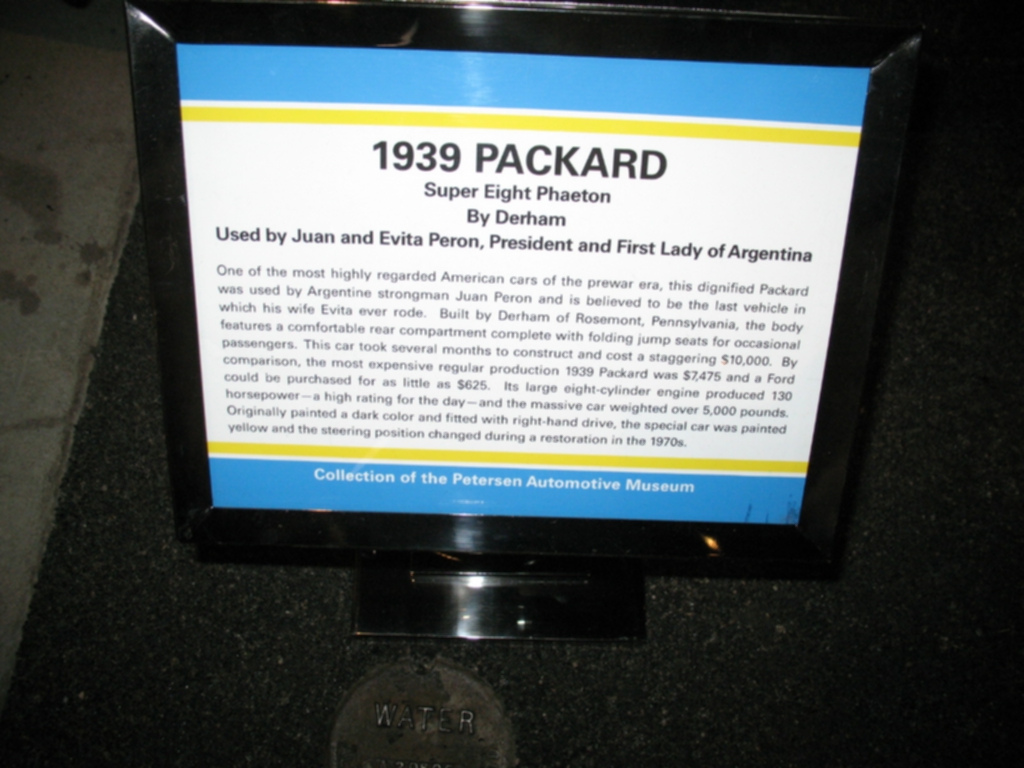 1939 PACKARD
Super Eight Phaeton
By Derham
Used by Juan and Evita Peron, President and First Lady of Argentina
One of the most highly regarded American cars of the prewar era, this dignified Packard
was used by Argentine strongman Juan Peron and is believed to be the last vehicle in
which his wife Evita ever rode. Built by Derham of Rosemont, Pennsylvania, the body
features a comfortable rear compartment complete with folding jump seats for occasional
passengers. This car took several months to construct and cost a staggering $10,000. By
comparison, the most expensive regular production 1939 Packard was $7,475 and a Ford
could be purchased for as little as $625. Its large eight-cylinder engine produced 130
horsepower—a high rating for the day—and the massive car weighted over 5,000 pounds.
Originally painted a dark color and fitted with right-hand drive, the special car was painted
yellow and the steering position changed during a restoration in the 1970s.
Collection of the Petersen Automotive Museum
WATER